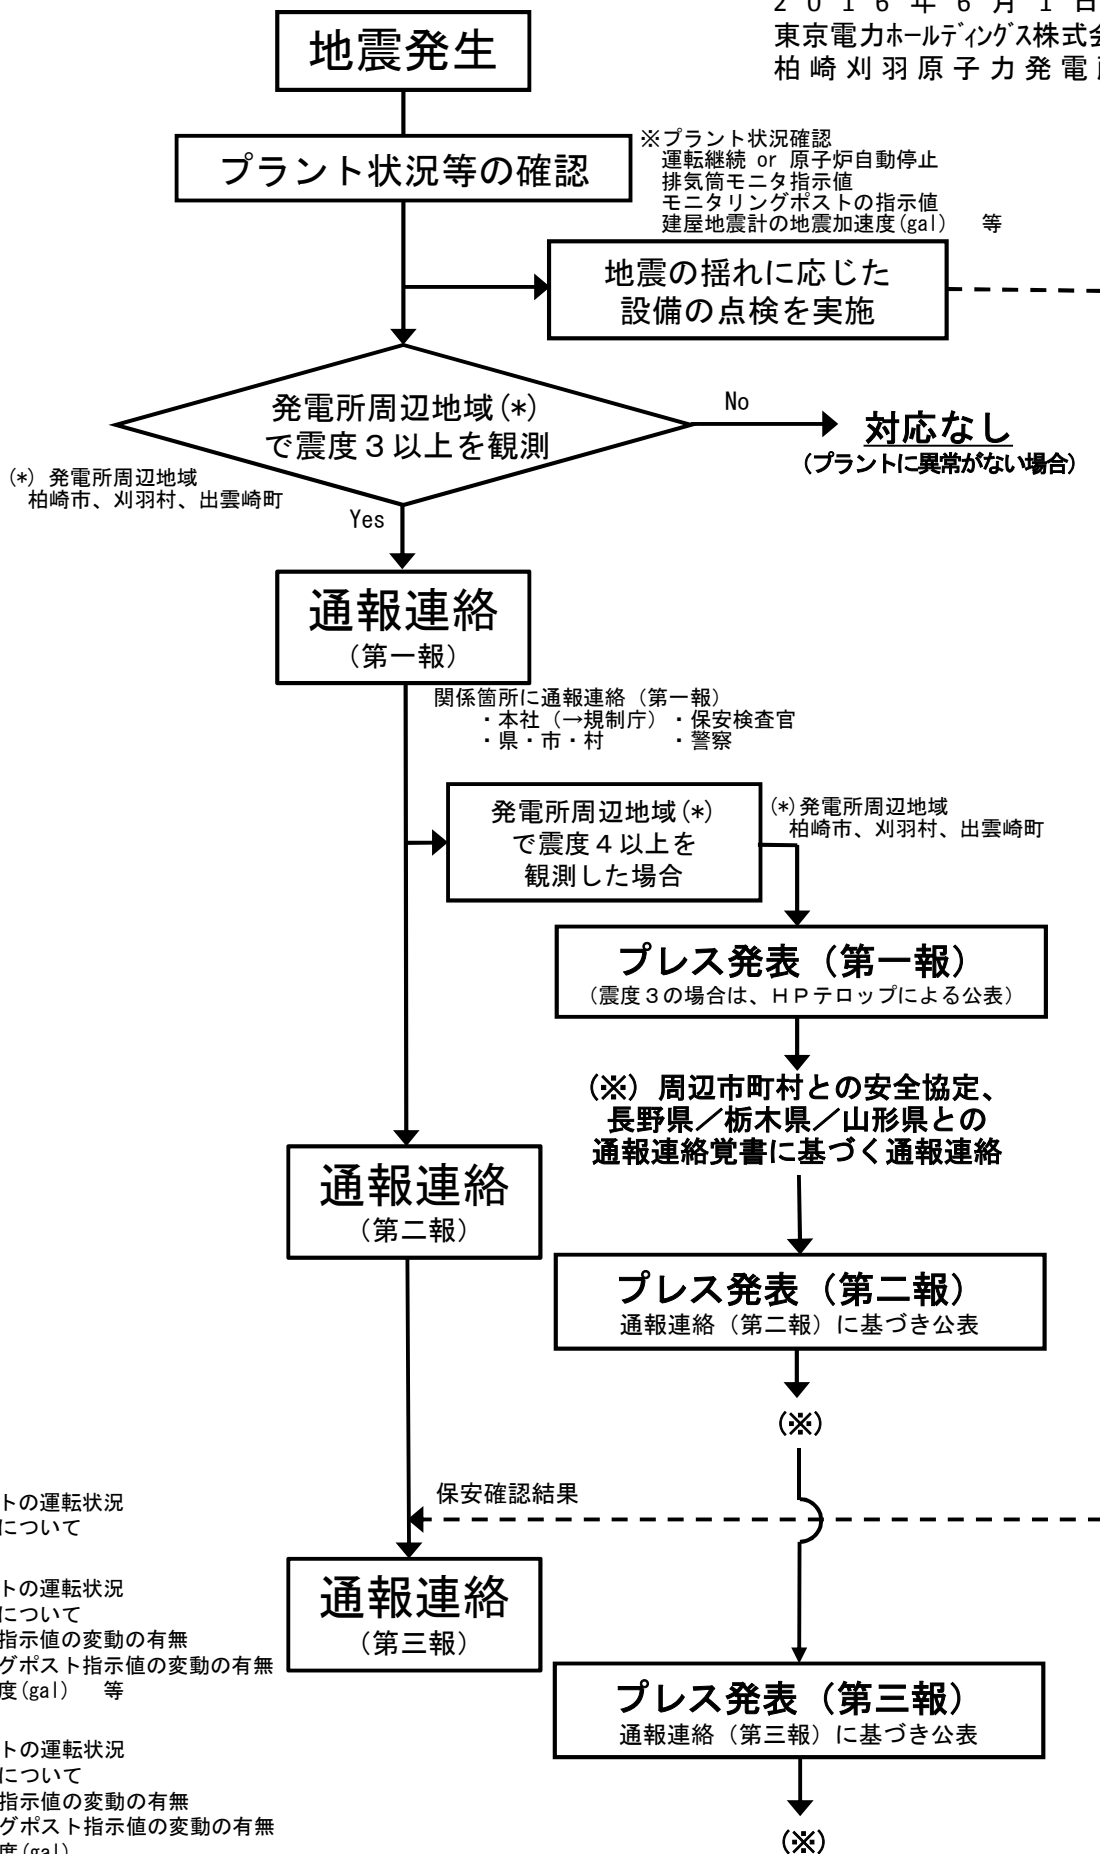 ２０１６年６月１日
東京電力ホールディングス株式会
柏崎刈羽原子力発電
地震発生
プラント状況等の確認
※プラント状況確認
運転継続 or 原子炉自動停止
排気筒モニタ指示値
モニタリングポストの指示値
建屋地震計の地震加速度(gal)　等
地震の揺れに応じた
設備の点検を実施
発電所周辺地域(*)
で震度３以上を観測
No
対応なし
(プラントに異常がない場合)
(*) 発電所周辺地域
柏崎市、刈羽村、出雲崎町
Yes
通報連絡
(第一報)
関係箇所に通報連絡（第一報）
・本社（→規制庁）・保安検査官
・県・市・村　　　・警察
発電所周辺地域(*)
で震度４以上を
観測した場合
(*)発電所周辺地域
柏崎市、刈羽村、出雲崎町
プレス発表（第一報）
(震度３の場合は、ＨＰテロップによる公表)
(※) 周辺市町村との安全協定、
長野県／栃木県／山形県との
通報連絡覚書に基づく通報連絡
通報連絡
(第二報)
プレス発表（第二報）
通報連絡（第二報）に基づき公表
(※)
保安確認結果
トの運転状況
について
トの運転状況
について
指示値の変動の有無
グポスト指示値の変動の有無
度(gal)　等
通報連絡
(第三報)
プレス発表（第三報）
通報連絡（第三報）に基づき公表
トの運転状況
について
指示値の変動の有無
グポスト指示値の変動の有無
度(gal)
(※)